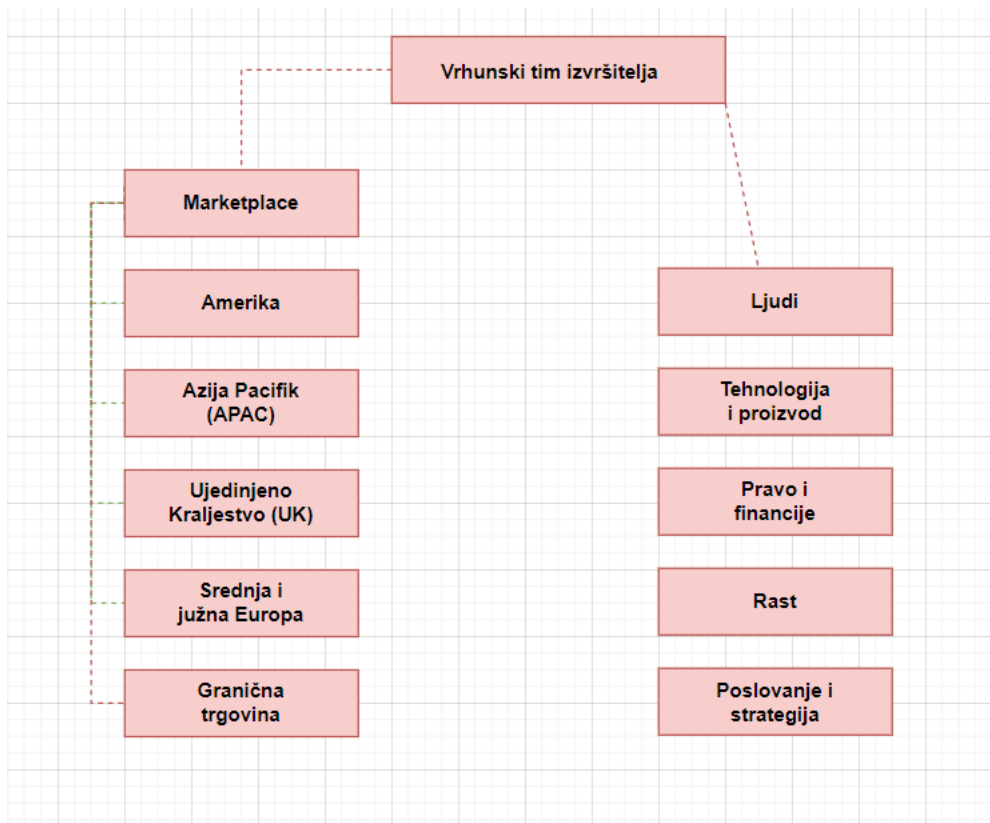 Vrhunski tim izvršitelja
Marketplace
Amerika
Azija Pacifik
(APAC)
Ujedinjeno
Kraljestvo (UK)
Srednja i
južna Europa
Granična
trgovina
Ljudi
Tehnologija
i proizvod
Pravo i
financije
Rast
Poslovanje i
strategija